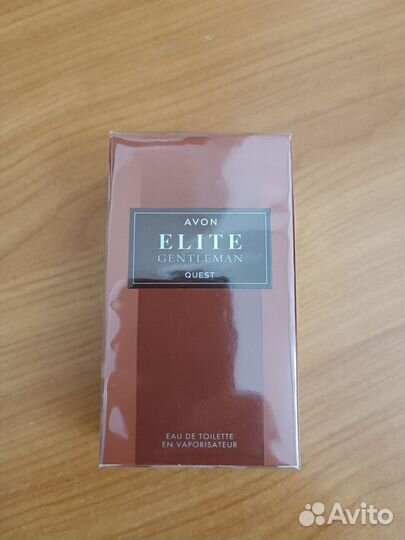 AVON
ELITE
GENTLEMAN
QUEST
EAU DE TOILETTE
EN VAPORISATEUR
Avito